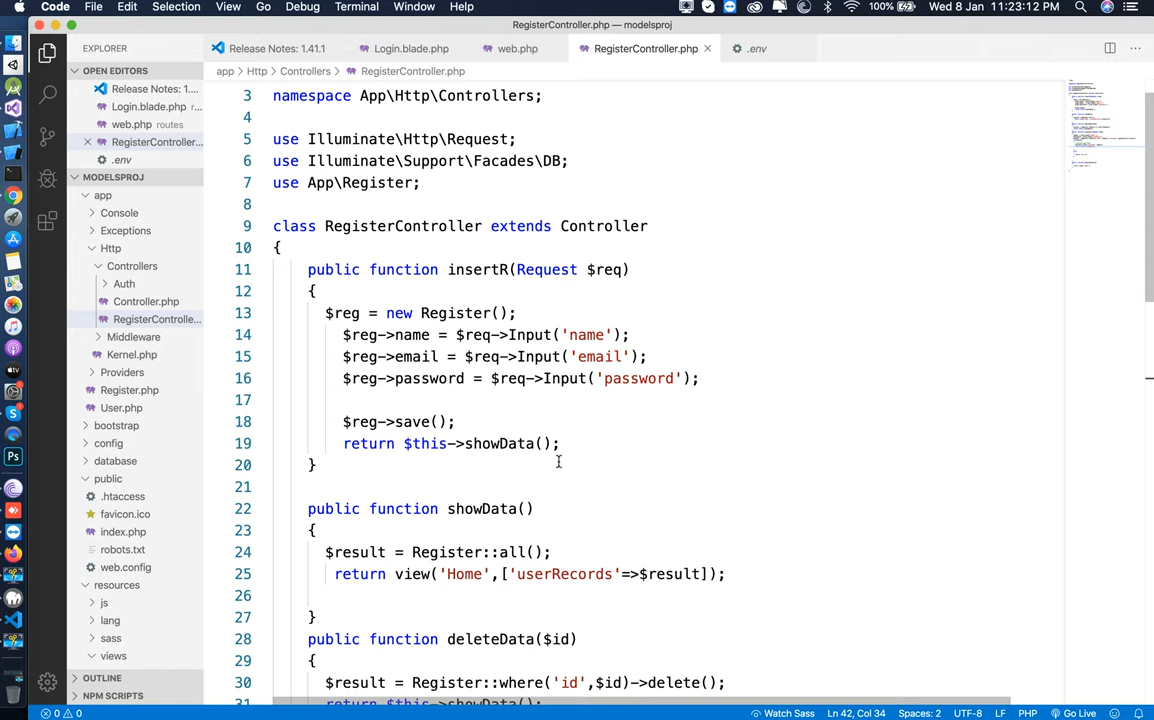 Code File Edit Selection View Go Debug Terminal Window Help 100% Wed 8 Jan 11:23:12 PM
RegisterController.php — modelsproj
EXPLORER
Release Notes: 1.41.1 Login.blade.php web.php RegisterController.php × .env ...
app > Http > Controllers > RegisterController.php
OPEN EDITORS
Release Notes: 1....
Login.blade.php r...
web.php routes
× RegisterController...
.env
MODELSPROJ
app
Console
Exceptions
Http
Controllers
Auth
Controller.php
RegisterControlle...
Middleware
Kernel.php
Providers
Register.php
User.php
bootstrap
config
database
public
.htaccess
favicon.ico
index.php
robots.txt
web.config
resources
js
lang
sass
views
OUTLINE
NPM SCRIPTS
3 namespace App\Http\Controllers;
4
5 use Illuminate\Http\Request;
6 use Illuminate\Support\Facades\DB;
7 use App\Register;
8
9 class RegisterController extends Controller
10 {
11 public function insertR(Request $req)
12 {
13 $reg = new Register();
14 $reg->name = $req->Input('name');
15 $reg->email = $req->Input('email');
16 $reg->password = $req->Input('password');
17
18 $reg->save();
19 return $this->showData();
20 }
21
22 public function showData()
23 {
24 $result = Register::all();
25 return view('Home',['userRecords'=>$result]);
26
27 }
28 public function deleteData($id)
29 {
30 $result = Register::where('id',$id)->delete();
31 return $this->showData();
Ps
0 0 Watch Sass Ln 42, Col 34 Spaces: 2 UTF-8 LF PHP Go Live